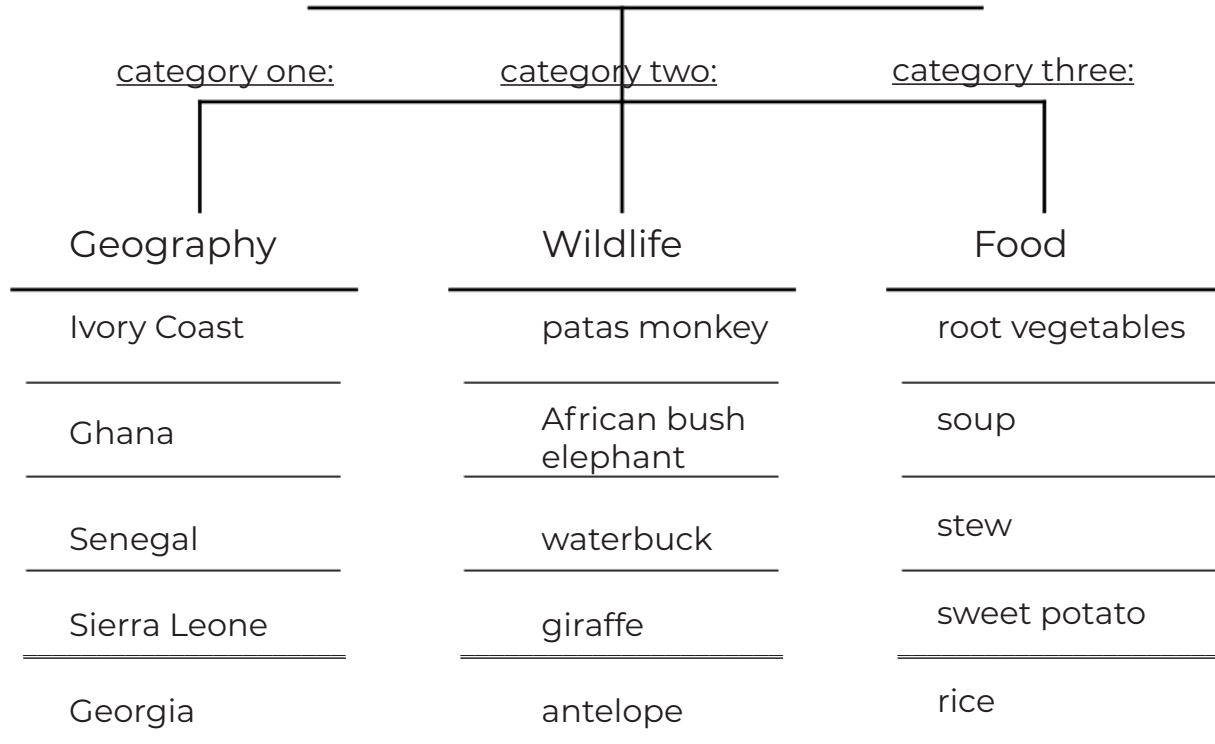 category one:
category two:
category three:
Geography
Wildlife
Food
Ivory Coast
patas monkey
root vegetables
Ghana
African bush
elephant
soup
Senegal
waterbuck
stew
Sierra Leone
giraffe
sweet potato
Georgia
antelope
rice